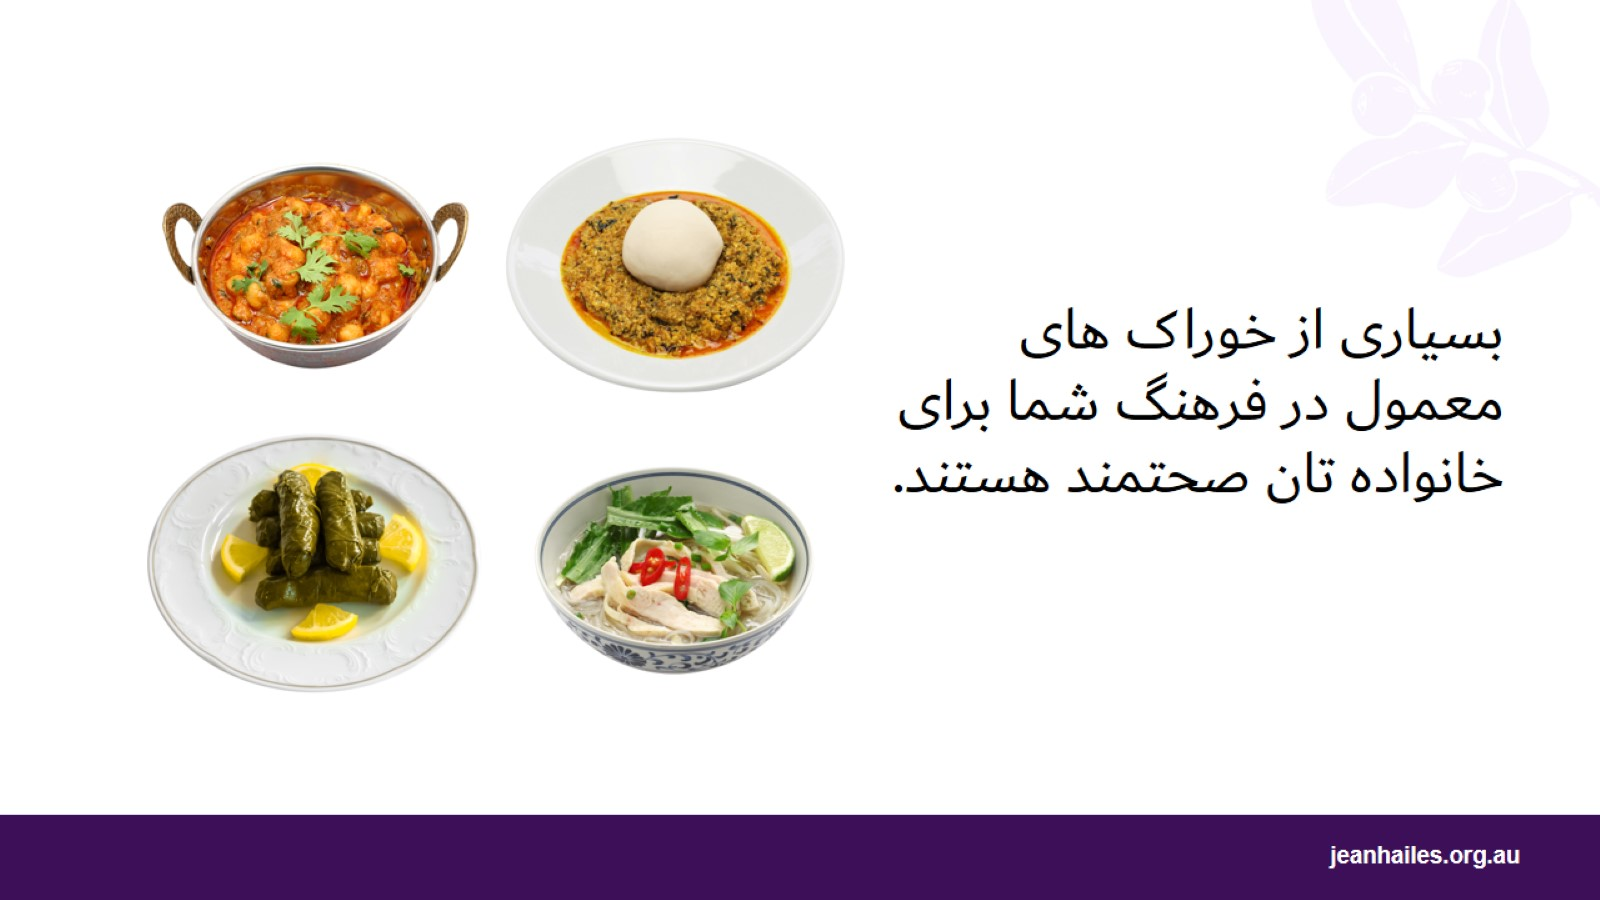 بسیاری از خوراک های
معمول در فرهنگ شما برای
خانواده تان صحتمند هستند.
jeanhailes.org.au